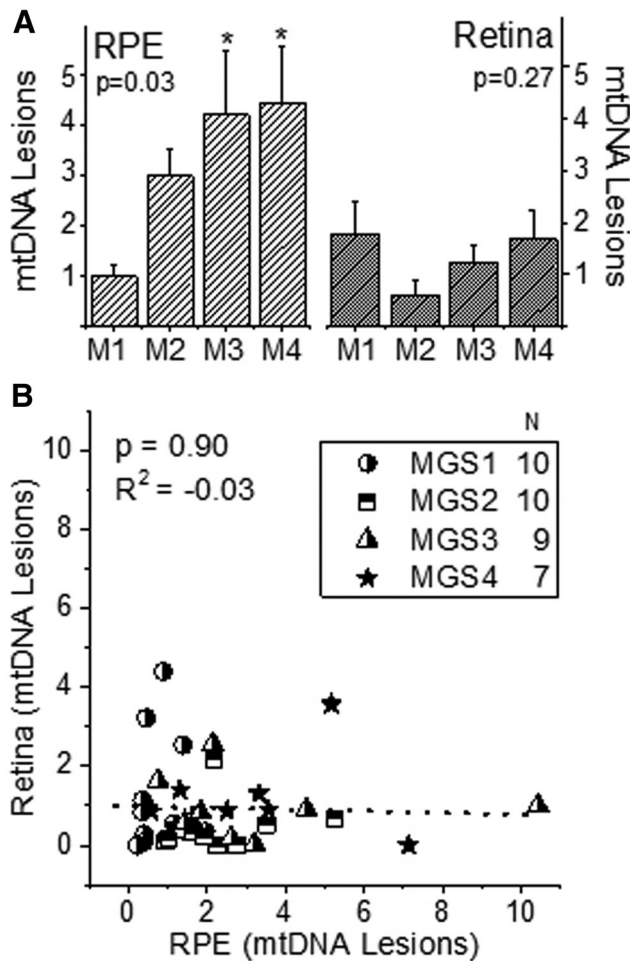 A
RPE
p=0.03
* *
Retina
p=0.27
mtDNA Lesions
5
4
3
2
1
5
4
3
2
1
mtDNA Lesions
M1 M2 M3 M4 M1 M2 M3 M4
B
p = 0.90
R² = -0.03
N
MGS1 10
MGS2 10
MGS3 9
MGS4 7
Retina (mtDNA Lesions)
10
8
6
4
2
0
0 2 4 6 8 10
RPE (mtDNA Lesions)